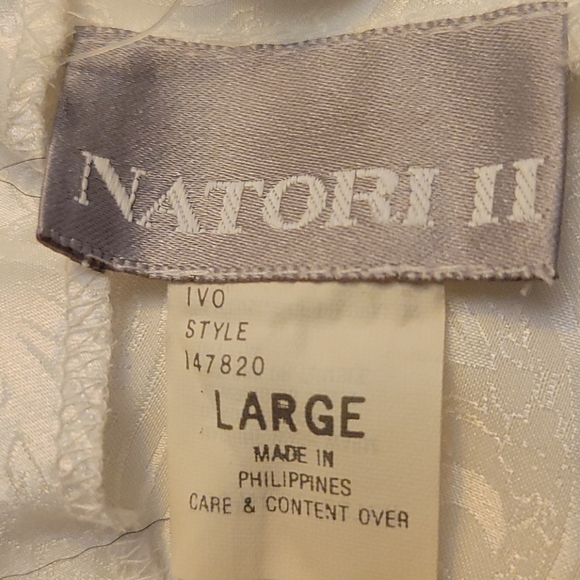 NATORI II
IVO
STYLE
147820
LARGE
MADE IN
PHILIPPINES
CARE & CONTENT OVER